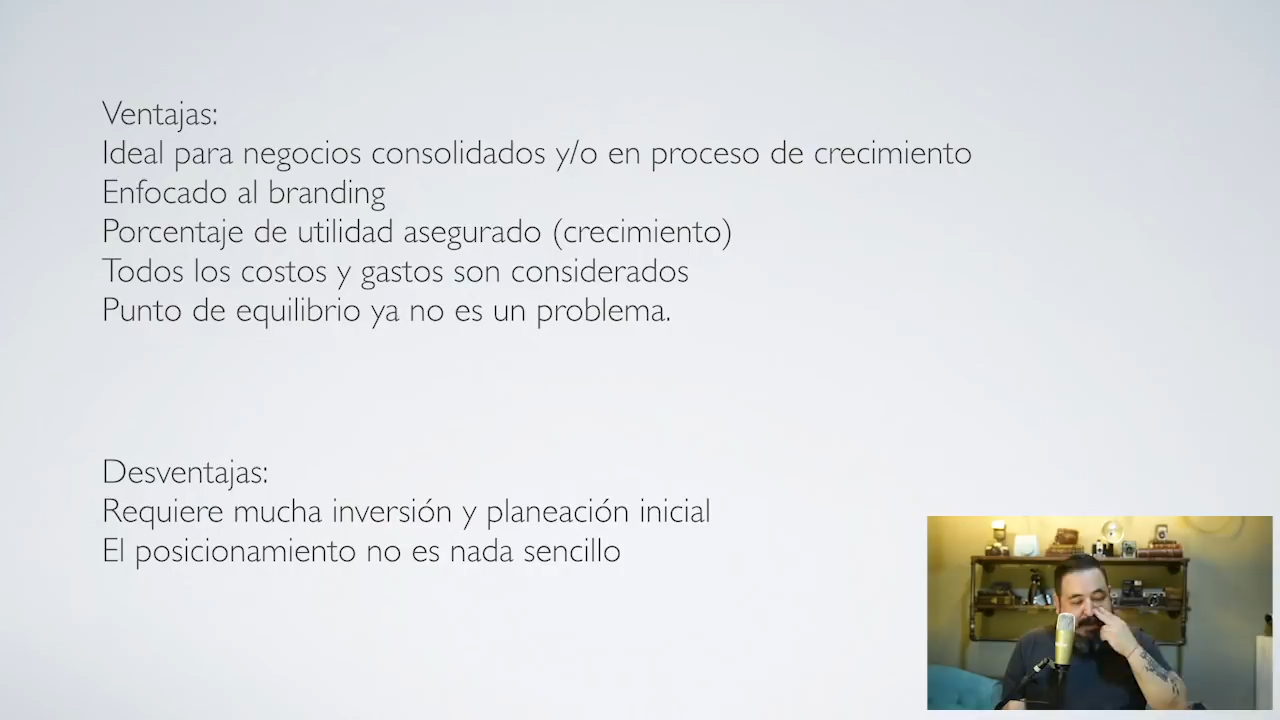 Ventajas:
Ideal para negocios consolidados y/o en proceso de crecimiento
Enfocado al branding
Porcentaje de utilidad asegurado (crecimiento)
Todos los costos y gastos son considerados
Punto de equilibrio ya no es un problema.
Desventajas:
Requiere mucha inversión y planeación inicial
El posicionamiento no es nada sencillo